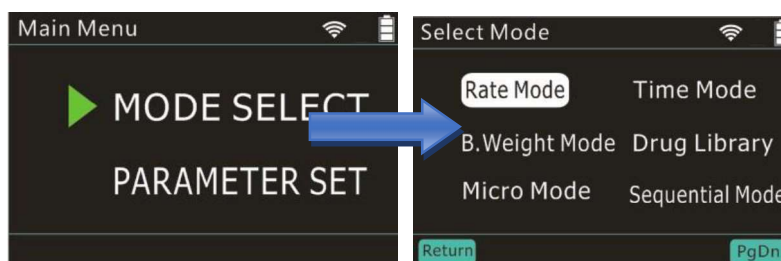 Main Menu
MODE SELECT
PARAMETER SET
Select Mode
Rate Mode Time Mode
B.Weight Mode Drug Library
Micro Mode Sequential Mode
Return PgDn